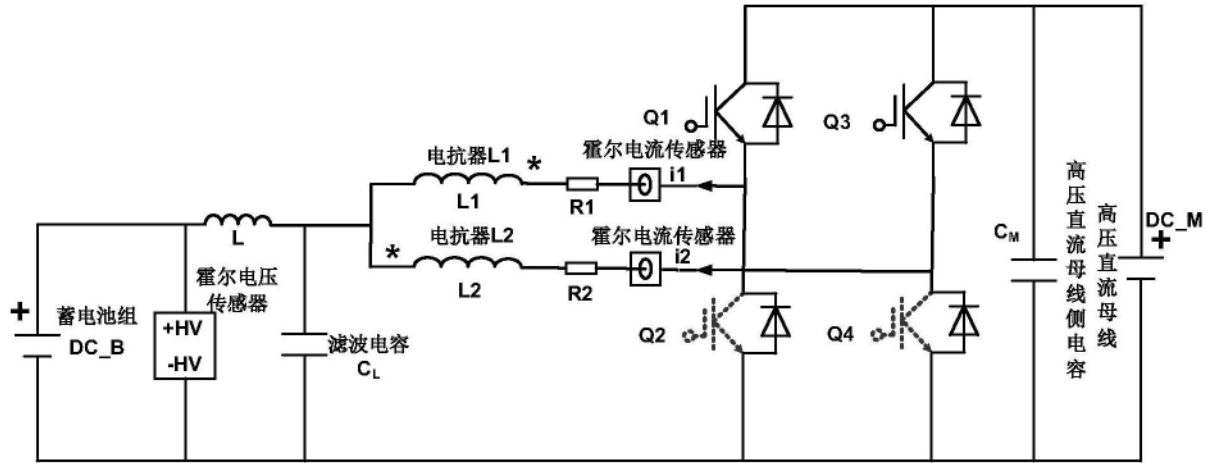 Q1
Q3
电抗器L1
*
霍尔电流传感器
i1
L1
R1
电抗器L2
*
霍尔电流传感器
i2
L2
R2
L
霍尔电压
传感器
+
蓄电池组
DC_B
+HV
-HV
滤波电容
CL
Q2
Q4
CM
高压直流母线侧电容
高压直流母线
DC_M
+